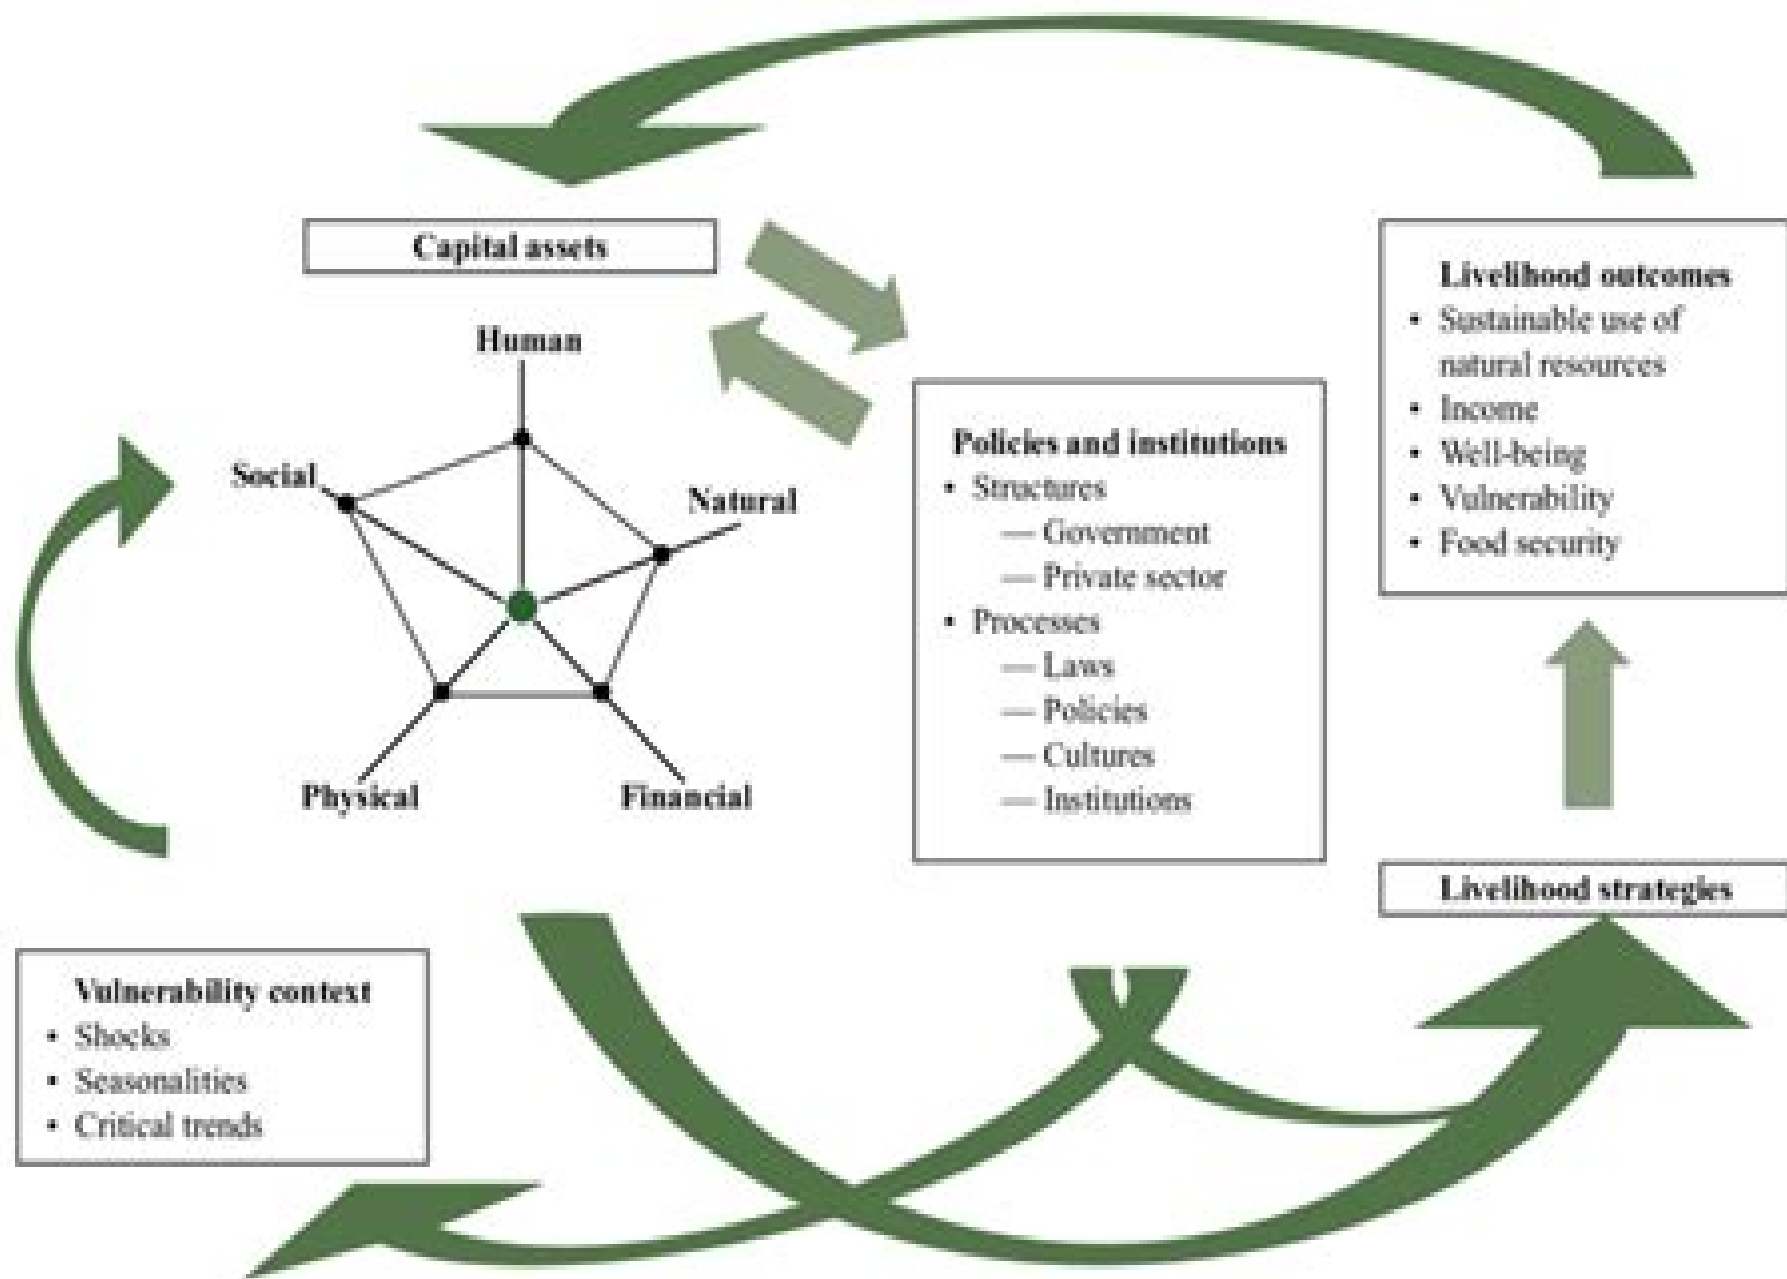 Capital assets
Human
Social
Natural
Physical
Financial
Policies and institutions
• Structures
— Government
— Private sector
• Processes
— Laws
— Policies
— Cultures
— Institutions
Livelihood outcomes
• Sustainable use of
natural resources
• Income
• Well-being
• Vulnerability
• Food security
Livelihood strategies
Vulnerability context
• Shocks
• Seasonalities
• Critical trends